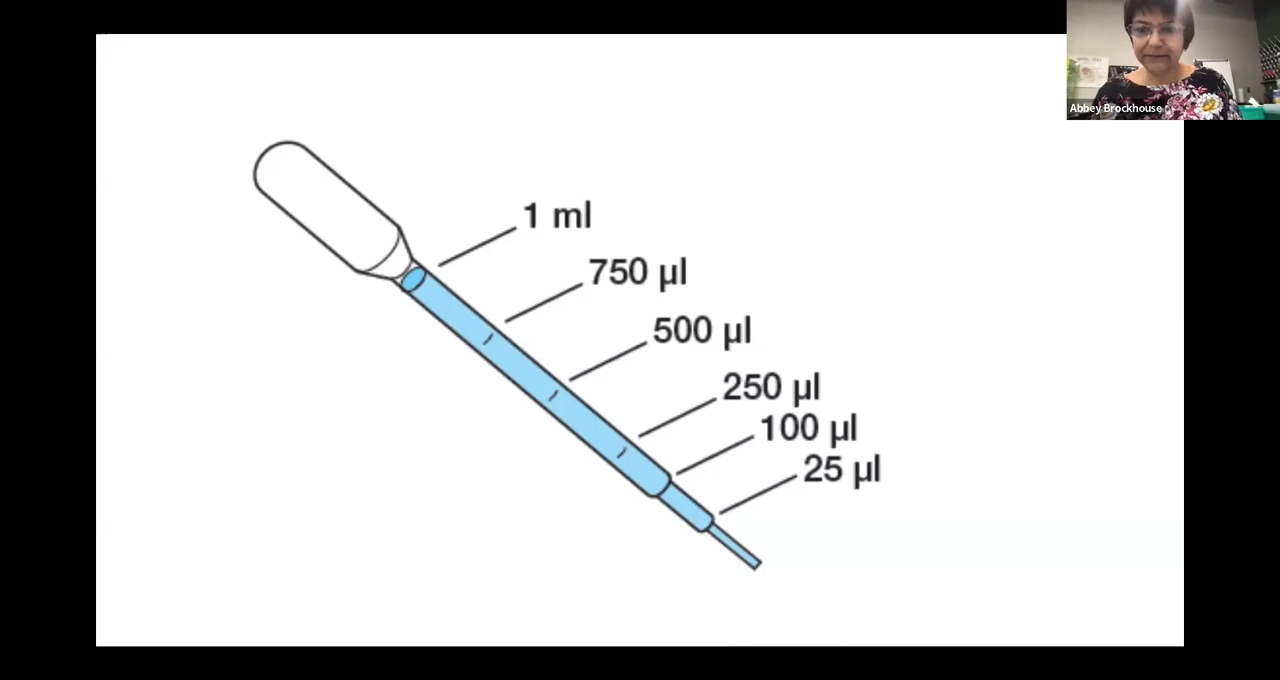 Abbey Brockhouse
1 ml
750 µl
500 µl
250 µl
100 µl
25 µl